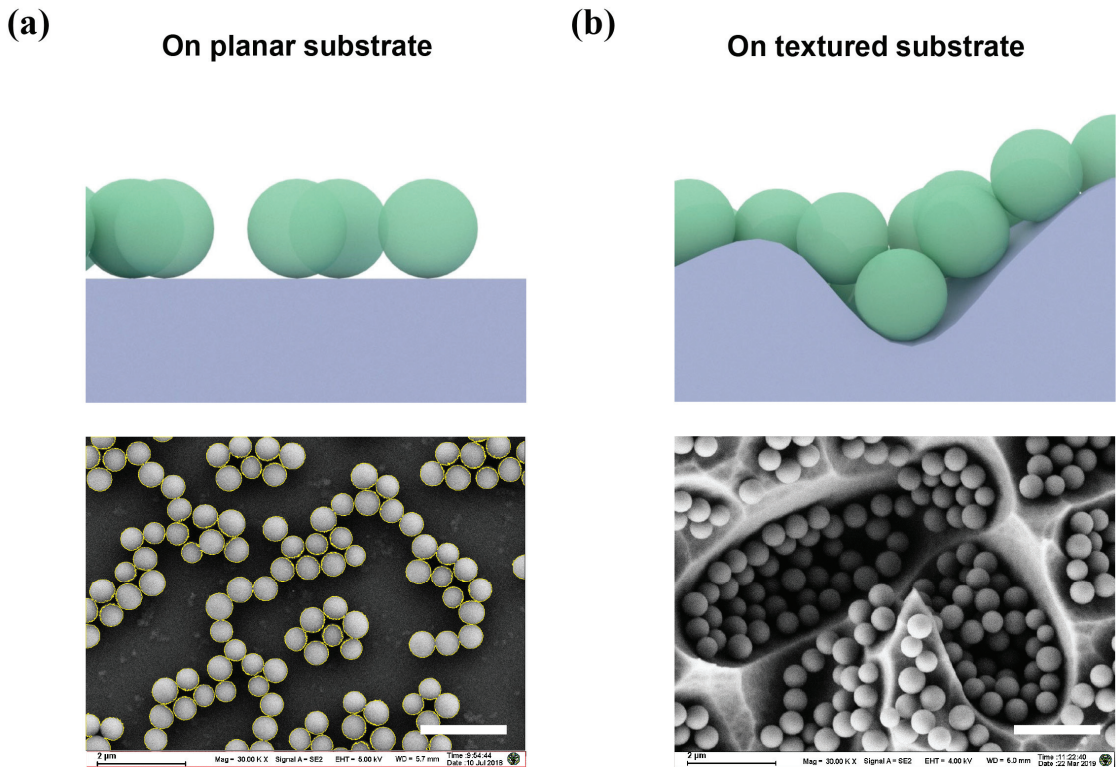 (a)
On planar substrate
(b)
On textured substrate
2 µm
Mag = 30.00 K X Signal A = SE2 EHT = 5.00 kV WD = 5.7 mm
Time :9:54:44
Date :10 Jul 2018
2 µm
Mag = 30.00 K X Signal A = SE2 EHT = 4.00 kV WD = 6.0 mm
Time :11:22:40
Date :22 Mar 2019